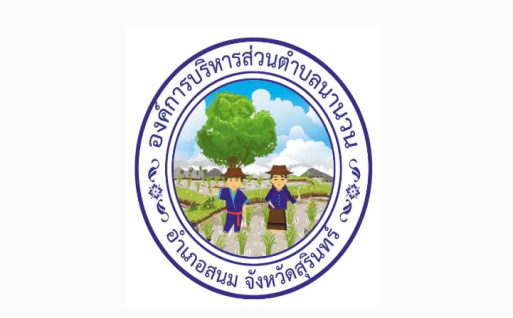 องค์การบริหารส่วนตำบลนานวน
อำเภอสนม จังหวัดสุรินทร์